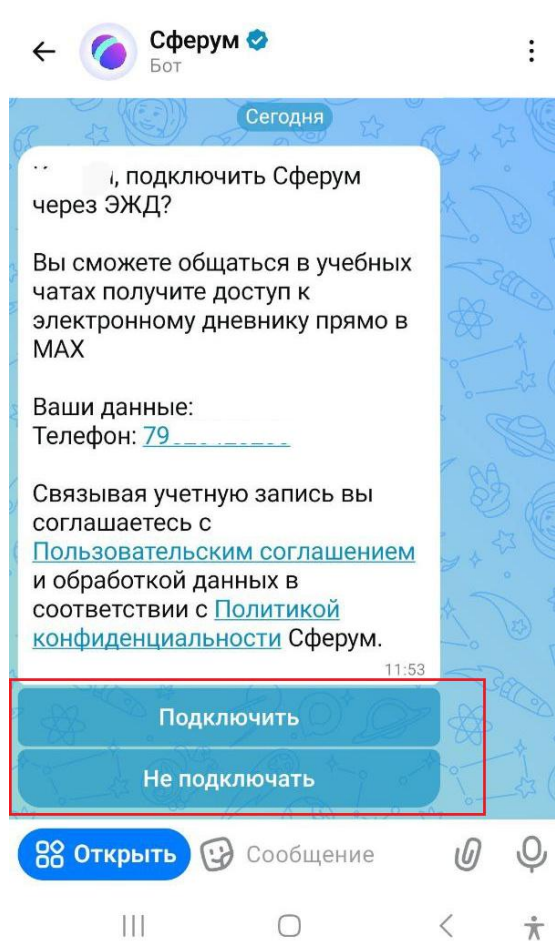 Сферум
Бот
Сегодня
, подключить Сферум
через ЭЖД?
Вы сможете общаться в учебных
чатах получите доступ к
электронному дневнику прямо в
MAX
Ваши данные:
Телефон: 79
Связывая учетную запись вы
соглашаетесь с
Пользовательским соглашением
и обработкой данных в
соответствии с Политикой
конфиденциальности Сферум.
11:53
Подключить
Не подключать
Открыть Сообщение